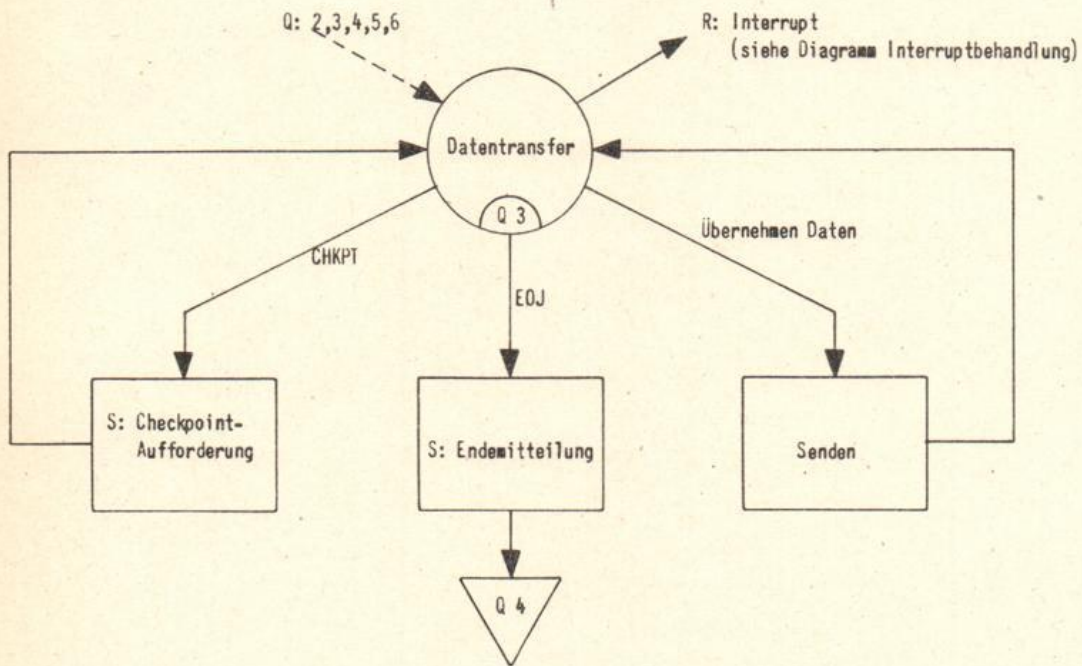 Q: 2,3,4,5,6
R: Interrupt
(siehe Diagramm Interruptbehandlung)
Datentransfer
Q 3
CHKPT
EOJ
Übernehmen Daten
S: Checkpoint-
Aufforderung
S: Endemitteilung
Senden
Q 4